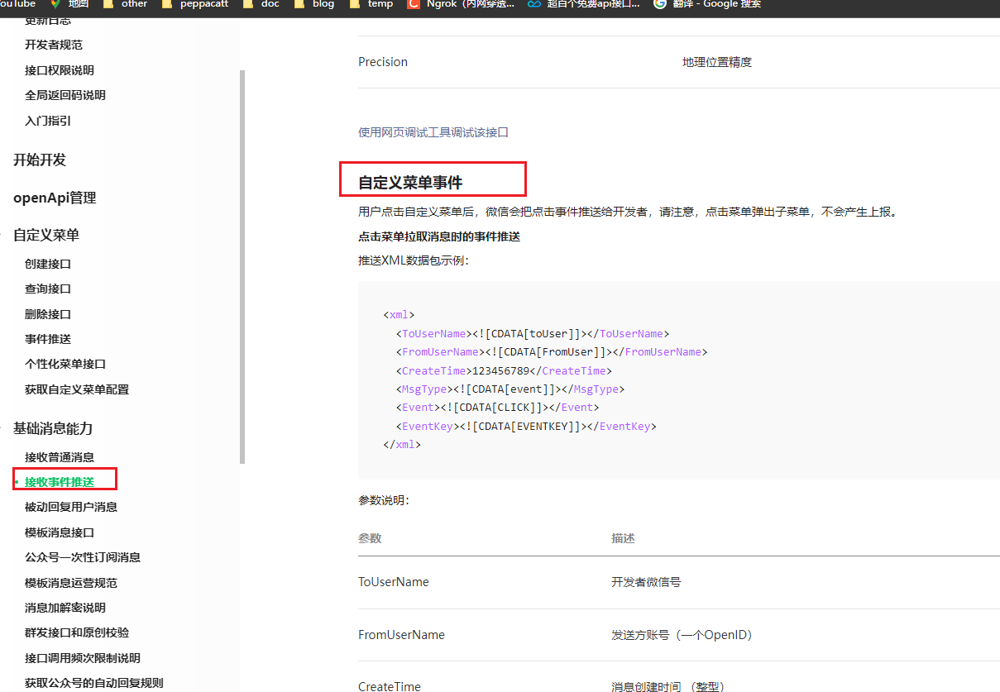 YouTube 地图 other peppacatt doc blog temp Ngrok（内网穿透... 超百个免费api接口... 翻译 - Google 搜索
更新日志
开发者规范
接口权限说明
全局返回码说明
入门指引
开始开发
openApi管理
自定义菜单
创建接口
查询接口
删除接口
事件推送
个性化菜单接口
获取自定义菜单配置
基础消息能力
接收普通消息
接收事件推送
被动回复用户消息
模板消息接口
公众号一次性订阅消息
模板消息运营规范
消息加解密说明
群发接口和原创校验
接口调用频次限制说明
获取公众号的自动回复规则
Precision 地理位置精度
使用网页调试工具调试该接口
自定义菜单事件
用户点击自定义菜单后，微信会把点击事件推送给开发者，请注意，点击菜单弹出子菜单，不会产生上报。
点击菜单拉取消息时的事件推送
推送XML数据包示例：
<xml>
  <ToUserName><![CDATA[toUser]]></ToUserName>
  <FromUserName><![CDATA[FromUser]]></FromUserName>
  <CreateTime>123456789</CreateTime>
  <MsgType><![CDATA[event]]></MsgType>
  <Event><![CDATA[CLICK]]></Event>
  <EventKey><![CDATA[EVENTKEY]]></EventKey>
</xml>
参数说明：
参数 描述
ToUserName 开发者微信号
FromUserName 发送方账号（一个OpenID）
CreateTime 消息创建时间 （整型）